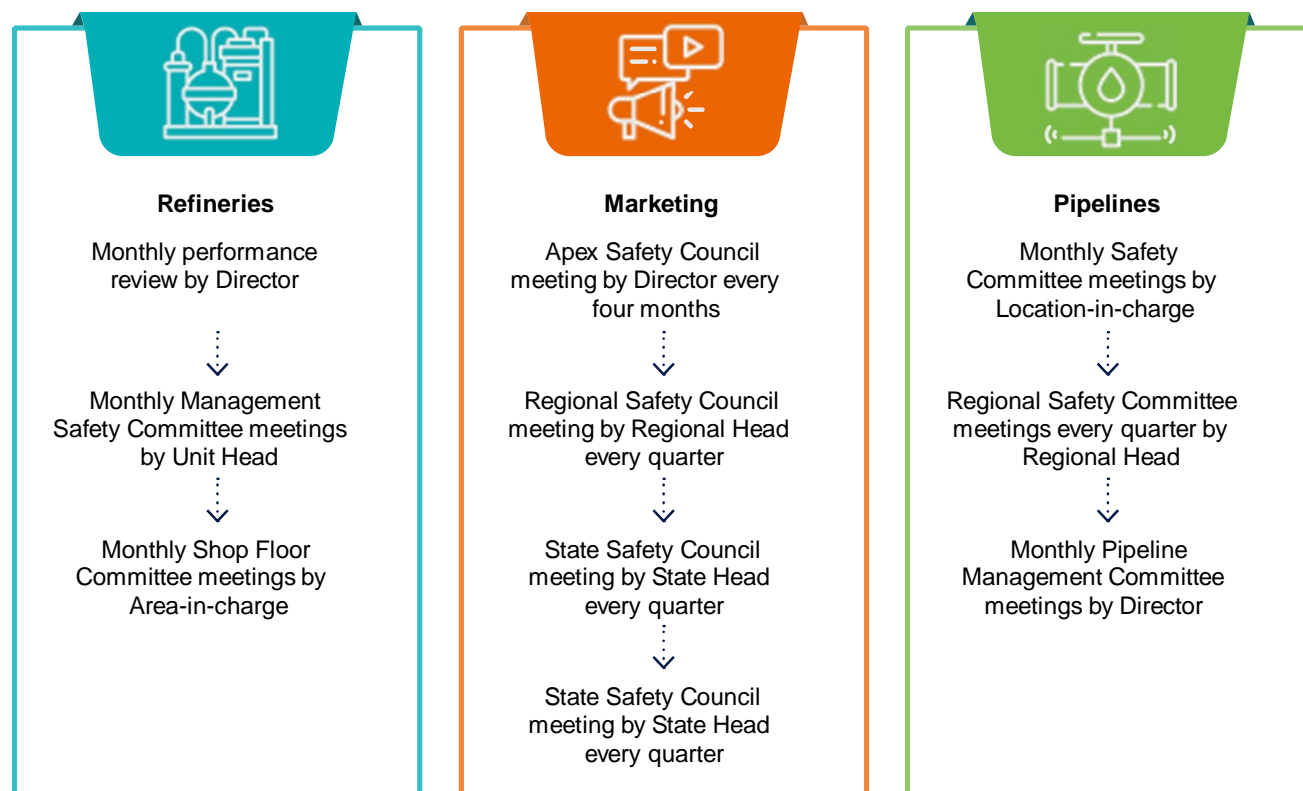 Refineries
Monthly performance
review by Director
Monthly Management
Safety Committee meetings
by Unit Head
Monthly Shop Floor
Committee meetings by
Area-in-charge
Marketing
Apex Safety Council
meeting by Director every
four months
Regional Safety Council
meeting by Regional Head
every quarter
State Safety Council
meeting by State Head
every quarter
State Safety Council
meeting by State Head
every quarter
Pipelines
Monthly Safety
Committee meetings by
Location-in-charge
Regional Safety Committee
meetings every quarter by
Regional Head
Monthly Pipeline
Management Committee
meetings by Director